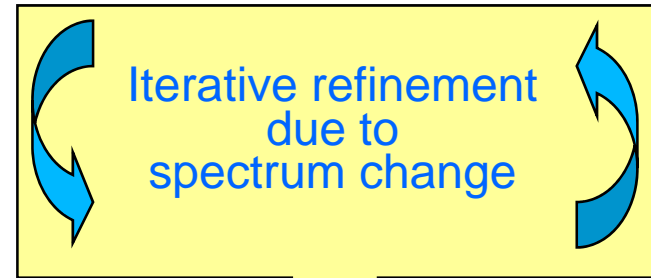 Iterative refinement
due to
spectrum change